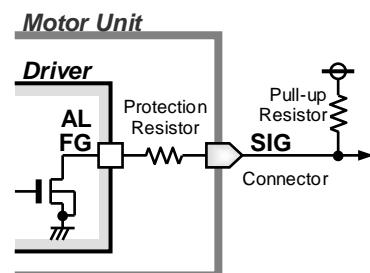 Motor Unit
Driver
AL
FG
Protection
Resistor
SIG
Connector
Pull-up
Resistor